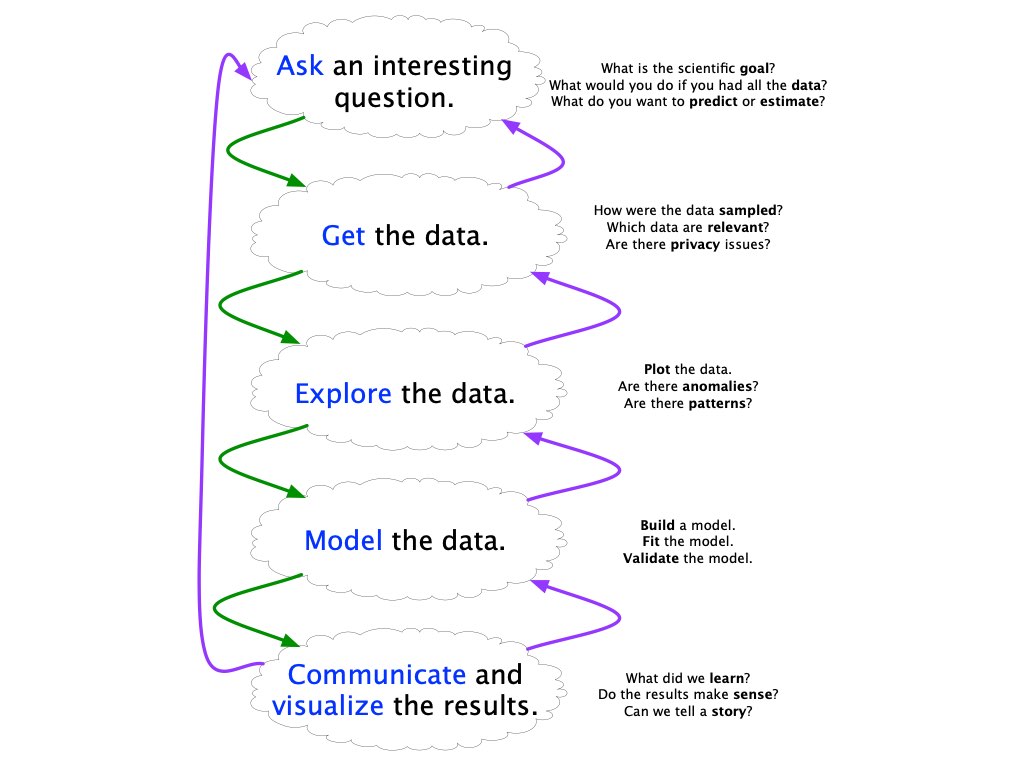 Ask an interesting
question.
What is the scientific goal?
What would you do if you had all the data?
What do you want to predict or estimate?
Get the data.
How were the data sampled?
Which data are relevant?
Are there privacy issues?
Explore the data.
Plot the data.
Are there anomalies?
Are there patterns?
Model the data.
Build a model.
Fit the model.
Validate the model.
Communicate and
visualize the results.
What did we learn?
Do the results make sense?
Can we tell a story?